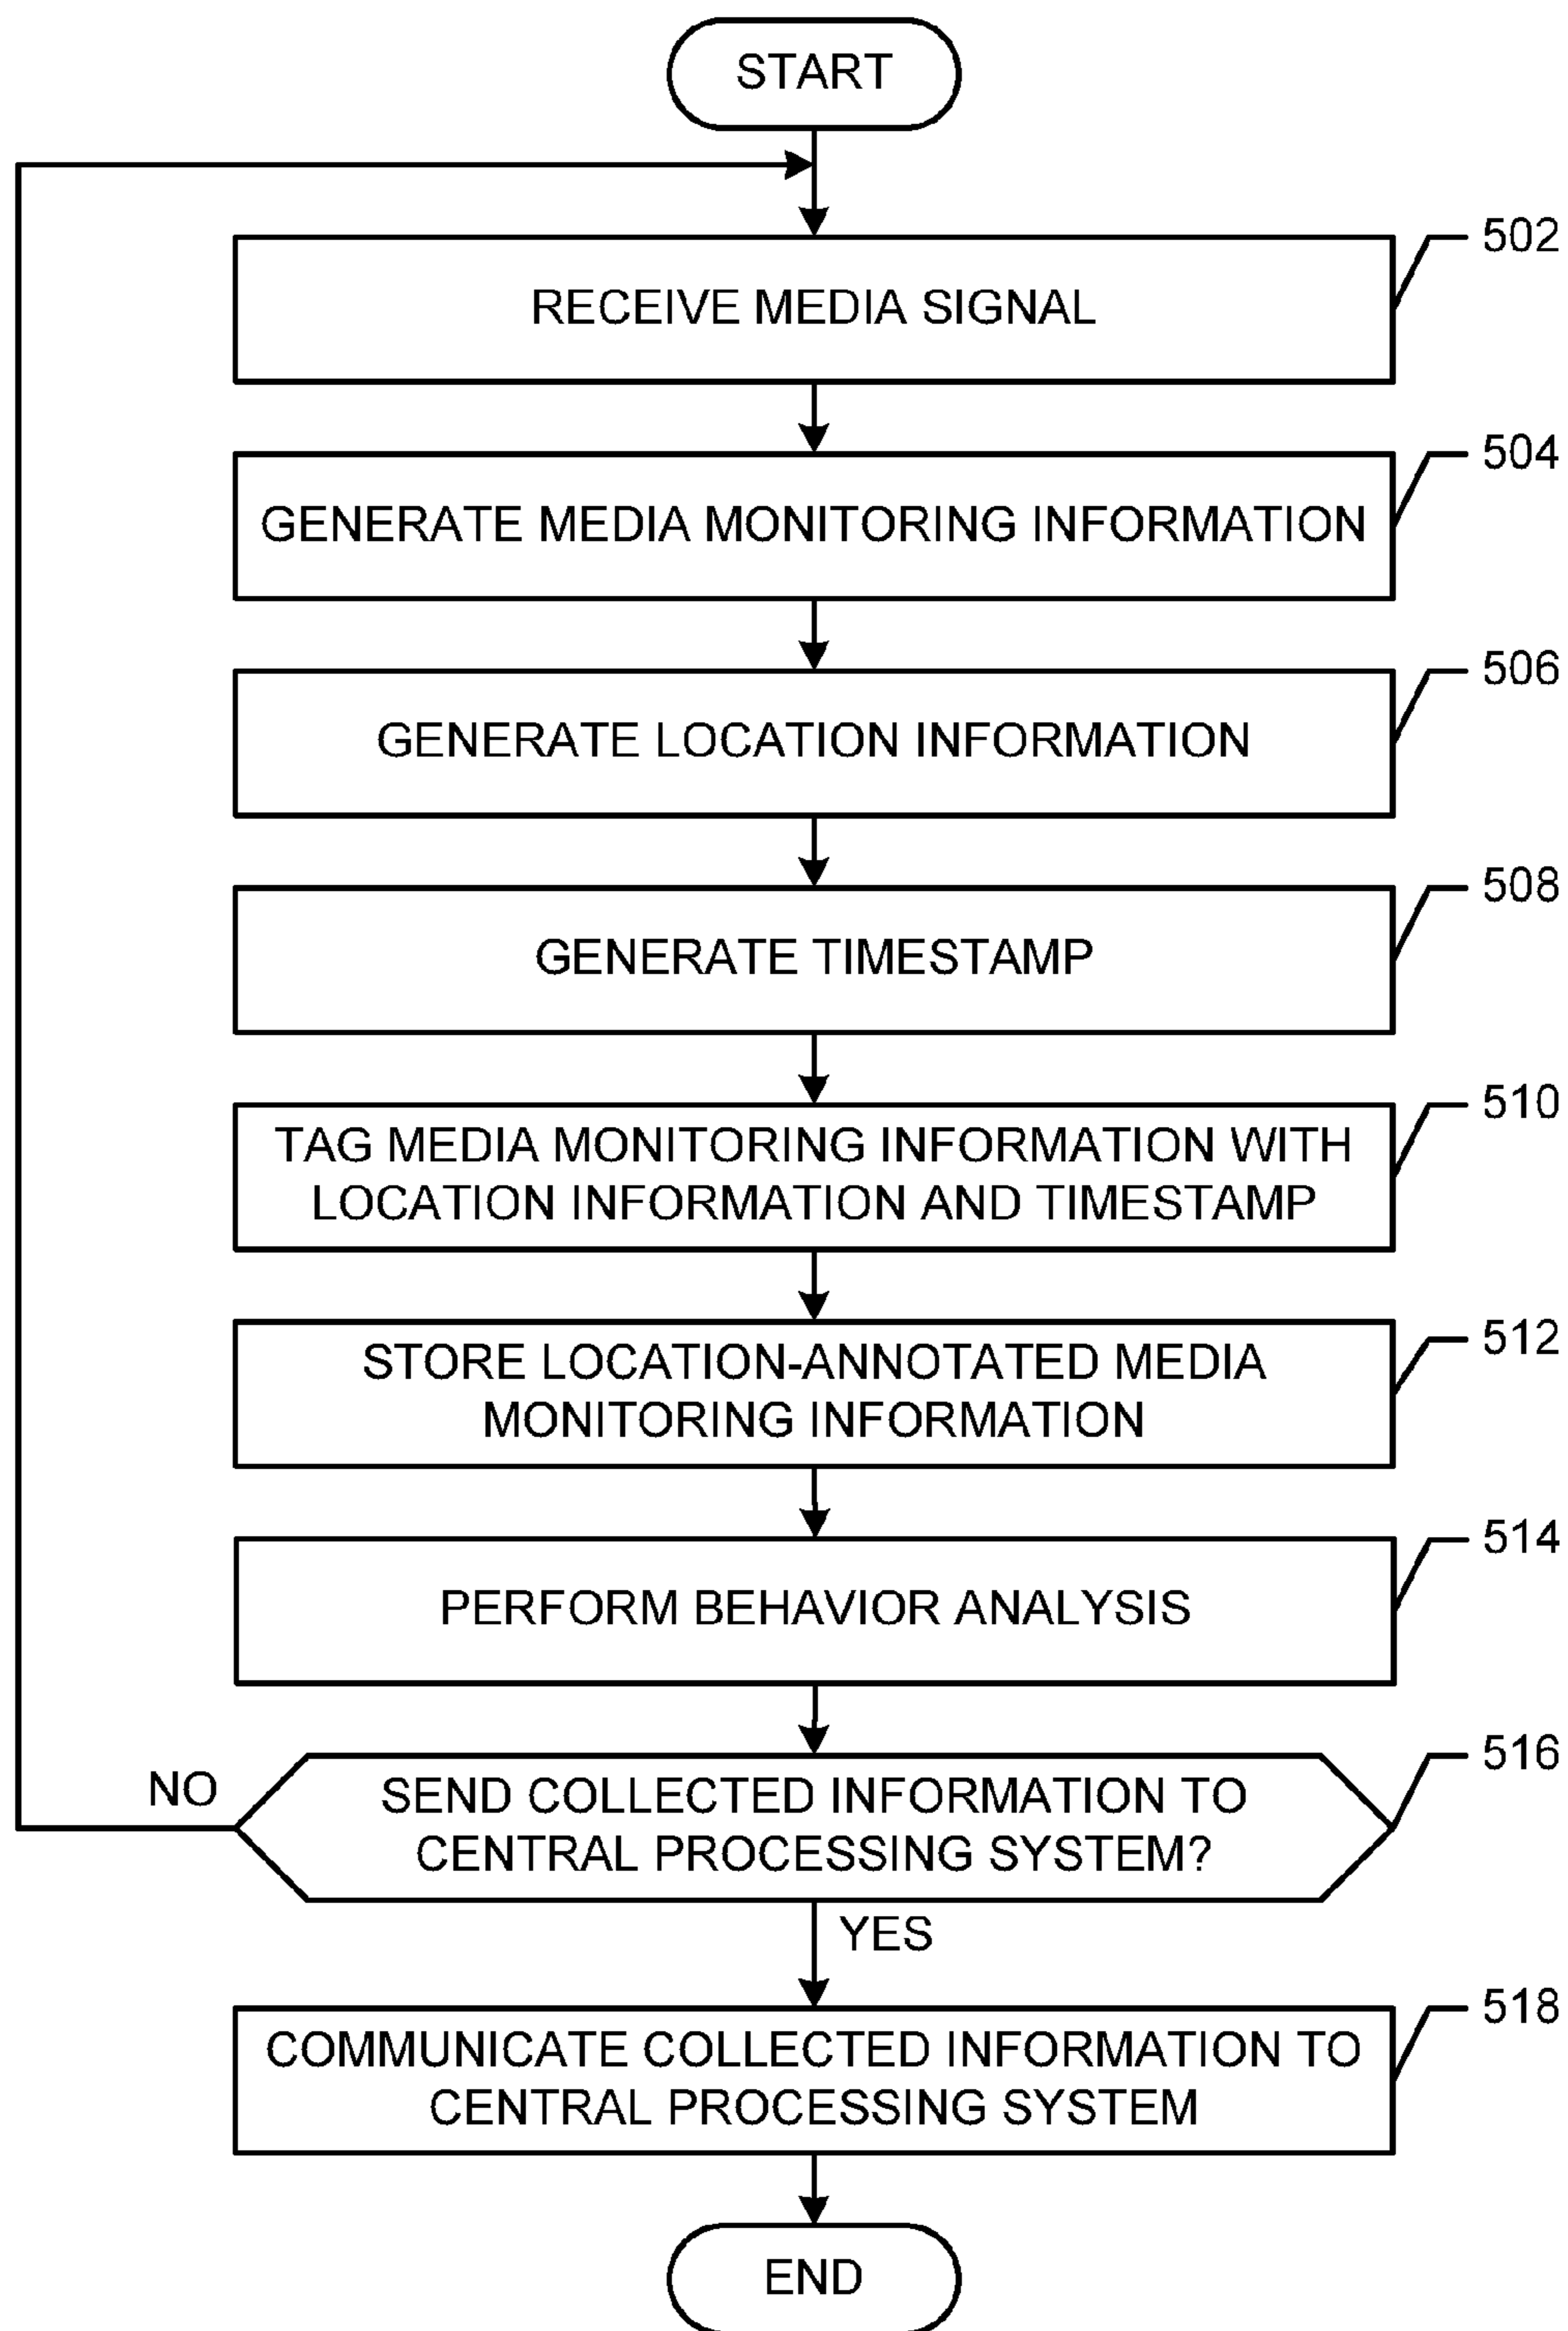 START
502
RECEIVE MEDIA SIGNAL
504
GENERATE MEDIA MONITORING INFORMATION
506
GENERATE LOCATION INFORMATION
508
GENERATE TIMESTAMP
510
TAG MEDIA MONITORING INFORMATION WITH
LOCATION INFORMATION AND TIMESTAMP
512
STORE LOCATION-ANNOTATED MEDIA
MONITORING INFORMATION
514
PERFORM BEHAVIOR ANALYSIS
516
NO
SEND COLLECTED INFORMATION TO
CENTRAL PROCESSING SYSTEM?
YES
518
COMMUNICATE COLLECTED INFORMATION TO
CENTRAL PROCESSING SYSTEM
END